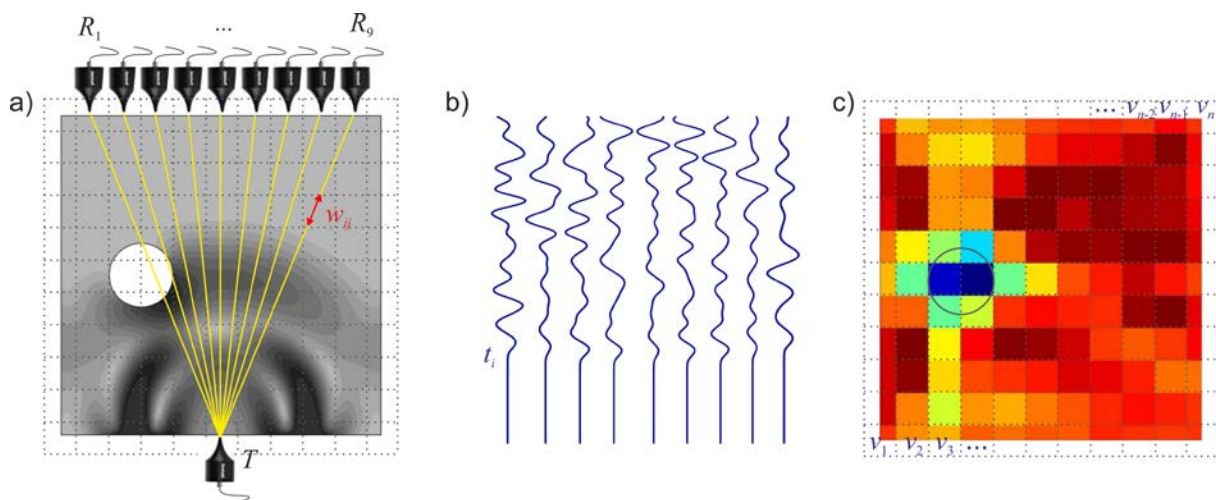 R₁ ... R₉
a)
wᵢⱼ
T
b)
tᵢ
c)
... vₙ₋₂ vₙ₋₁ vₙ
v₁ v₂ v₃ ...